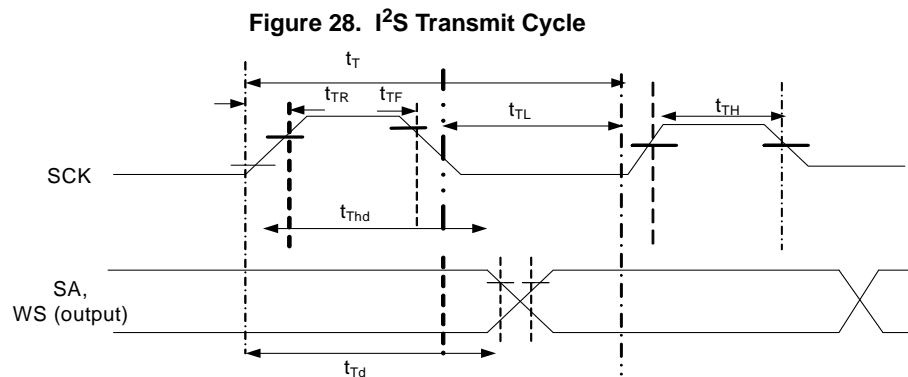 Figure 28. I²S Transmit Cycle
tT
tTR
tTF
tTL
tTH
SCK
tThd
SA,
WS (output)
tTd